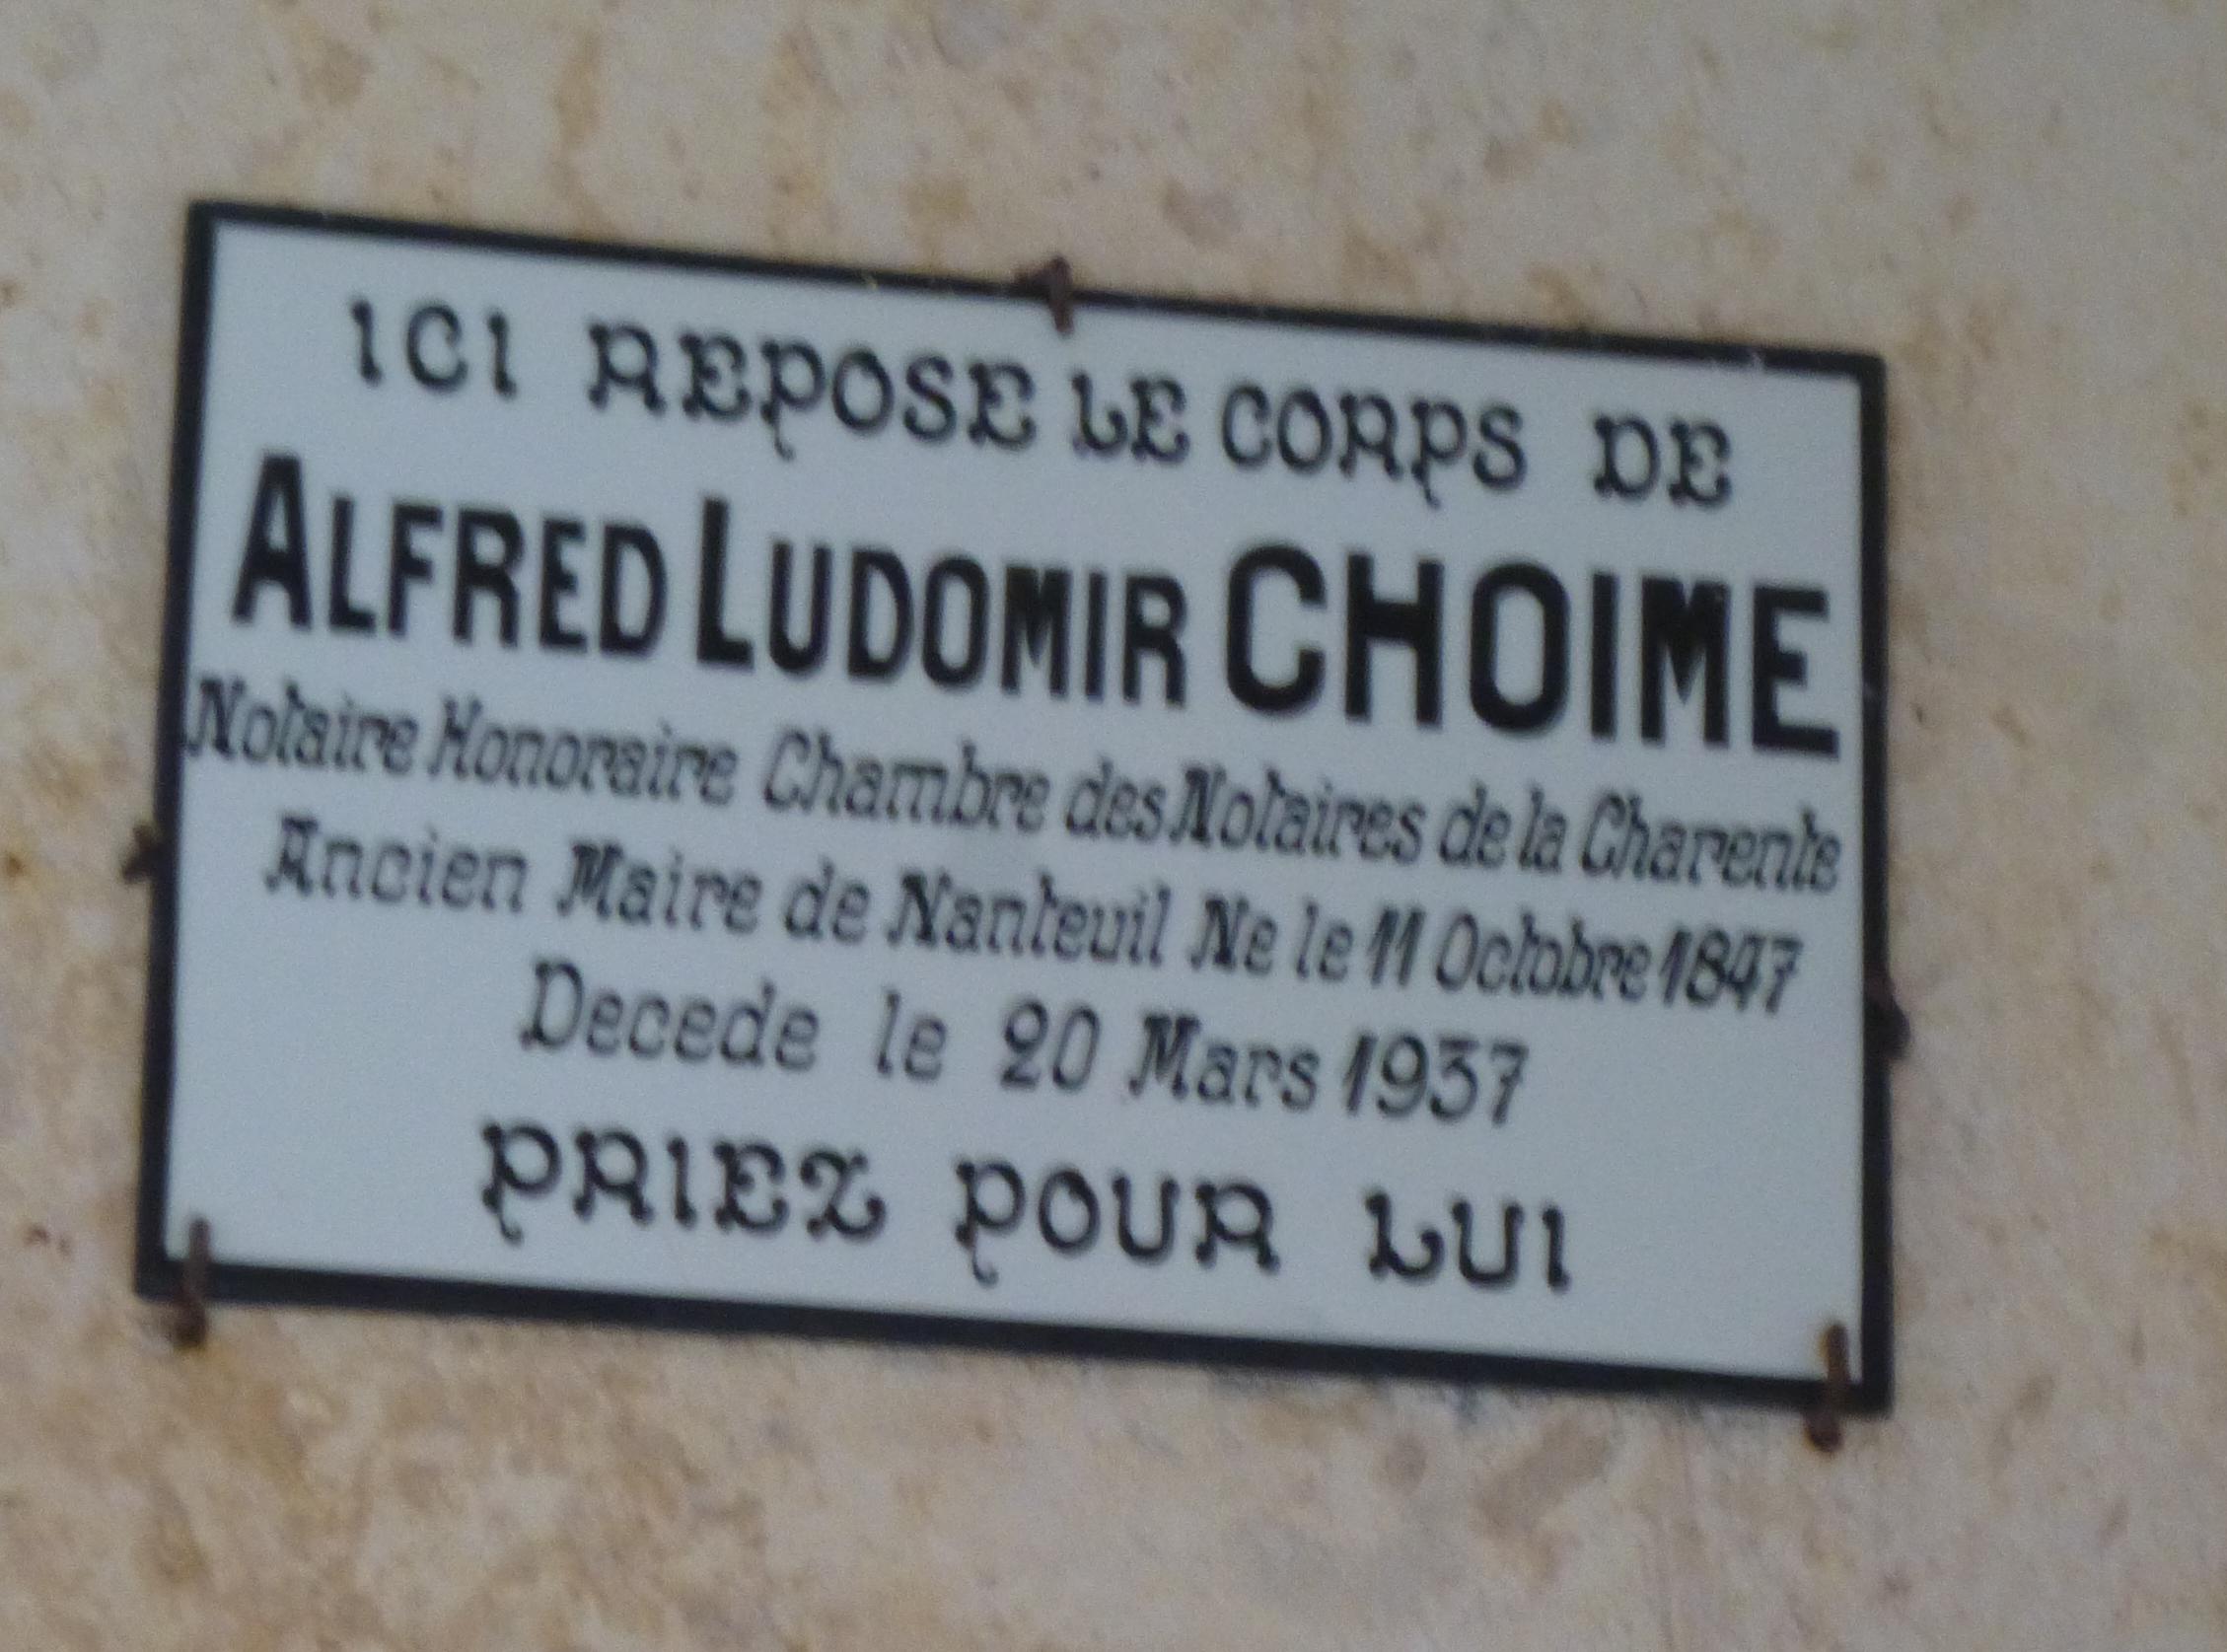 ICI REPOSE LE CORPS DE
ALFRED LUDOMIR CHOIME
Notaire Honoraire Chambre des Notaires de la Charente
Ancien Maire de Nanteuil Ne le 11 Octobre 1847
Decede le 20 Mars 1937
PRIEZ POUR LUI